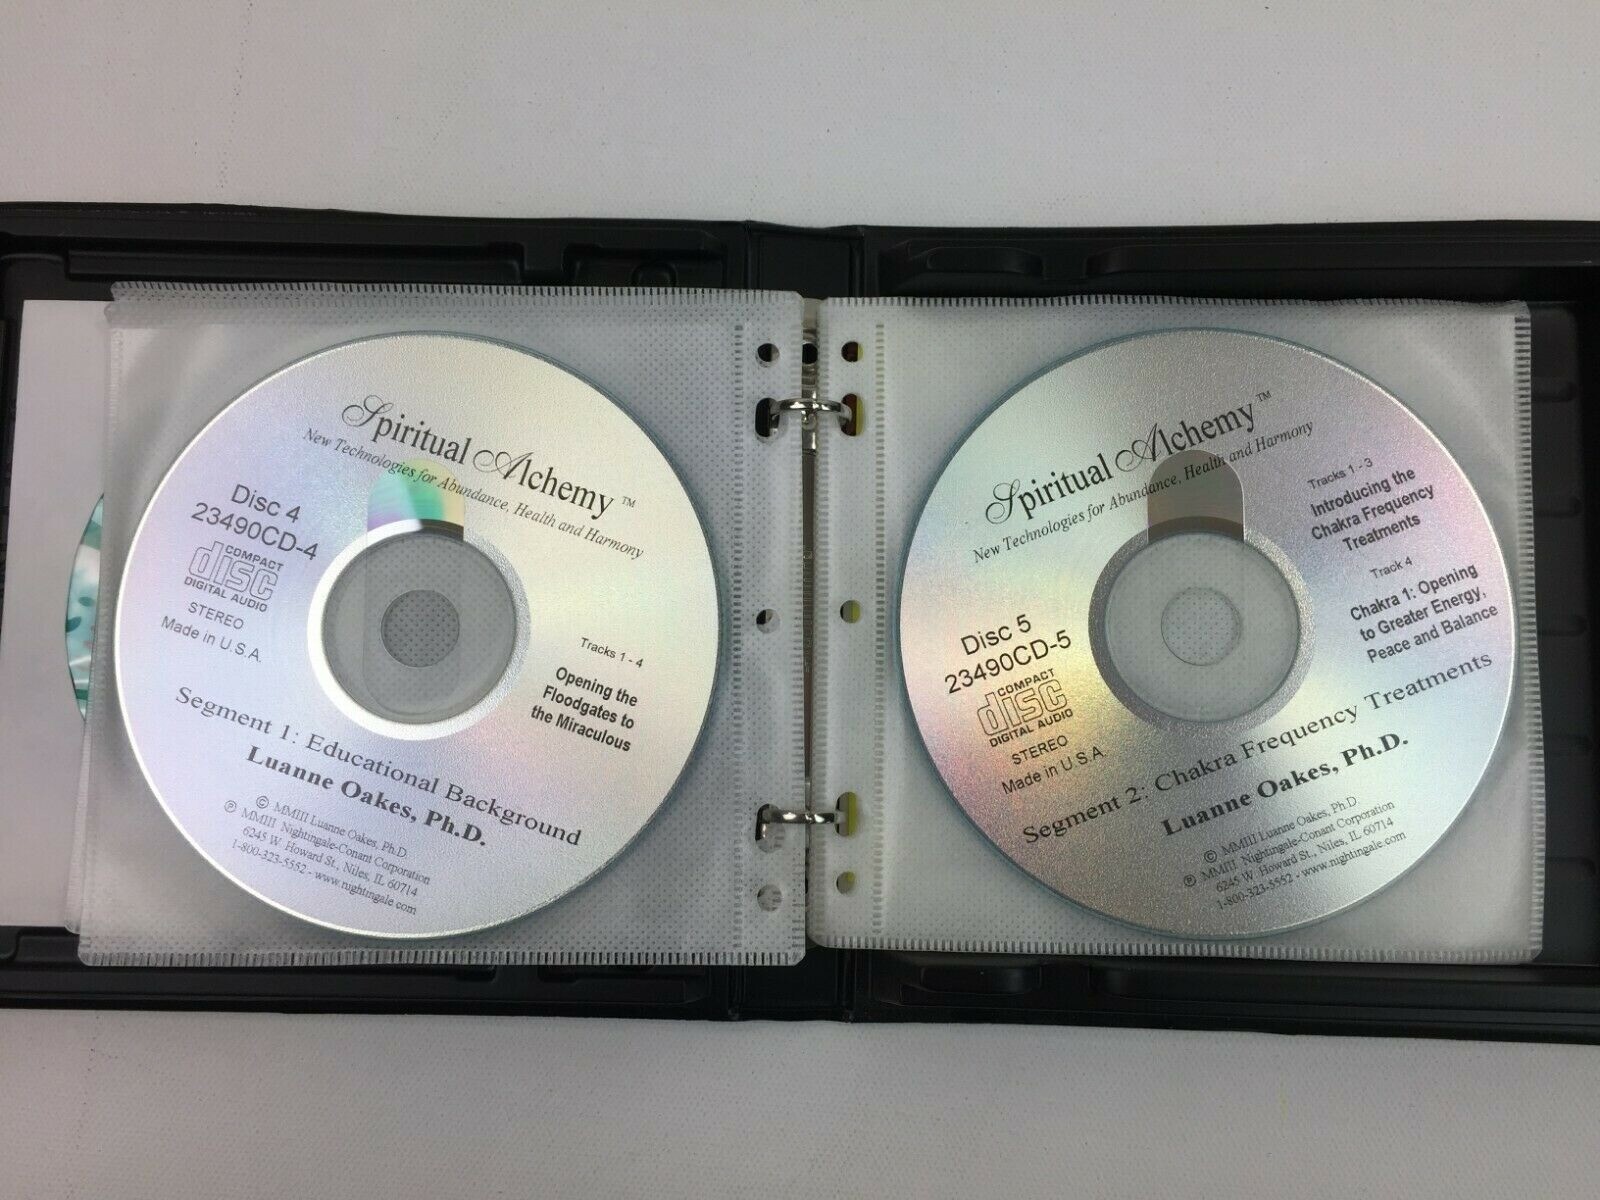 Spiritual Alchemy™
New Technologies for Abundance, Health and Harmony
Disc 4
23490CD-4
COMPACT
disc
DIGITAL AUDIO
STEREO
Made in U.S.A.
Tracks 1 - 4
Opening the
Floodgates to
the Miraculous
Segment 1: Educational Background
Luanne Oakes, Ph.D.
© MMIII Luanne Oakes, Ph.D.
℗ MMIII Nightingale-Conant Corporation
6245 W. Howard St., Niles, IL 60714
1-800-323-5552 - www.nightingale.com
Spiritual Alchemy™
New Technologies for Abundance, Health and Harmony
Tracks 1 - 3
Introducing the
Chakra Frequency
Treatments
Track 4
Chakra 1: Opening
to Greater Energy,
Peace and Balance
Disc 5
23490CD-5
COMPACT
disc
DIGITAL AUDIO
STEREO
Made in U.S.A.
Segment 2: Chakra Frequency Treatments
Luanne Oakes, Ph.D.
© MMIII Luanne Oakes, Ph.D.
℗ MMIII Nightingale-Conant Corporation
6245 W. Howard St., Niles, IL 60714
1-800-323-5552 - www.nightingale.com